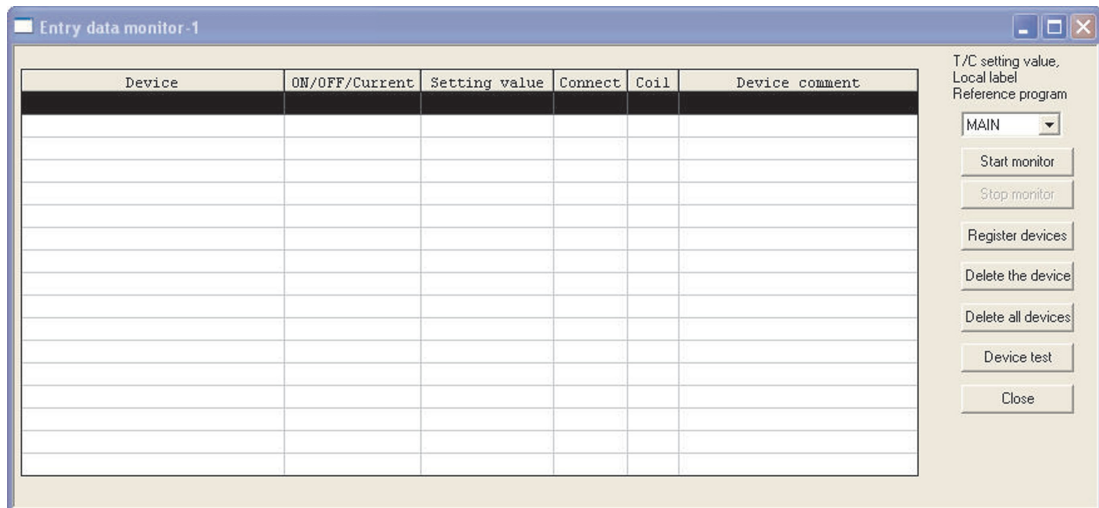 Entry data monitor-1
T/C setting value,
Local label
Reference program
Device ON/OFF/Current Setting value Connect Coil Device comment
MAIN
Start monitor
Stop monitor
Register devices
Delete the device
Delete all devices
Device test
Close